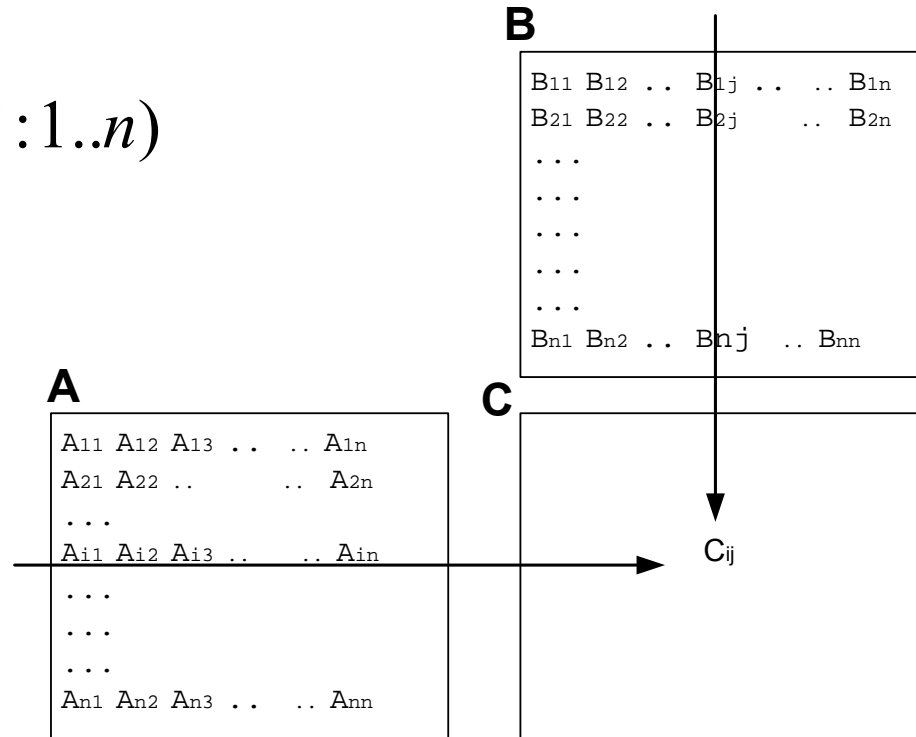 :1..n)
B
B11 B12 .. B1j .. .. B1n
B21 B22 .. B2j .. B2n
...
...
...
...
...
Bn1 Bn2 .. Bnj .. Bnn
A
A11 A12 A13 .. .. A1n
A21 A22 .. .. A2n
...
Ai1 Ai2 Ai3 .. .. Ain
...
...
...
An1 An2 An3 .. .. Ann
C
Cij